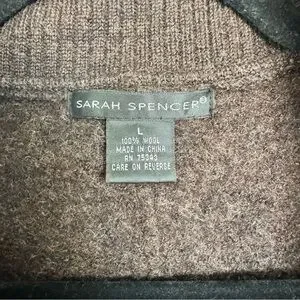 SARAH SPENCER®
L
100% WOOL
MADE IN CHINA
RN 75343
CARE ON REVERSE